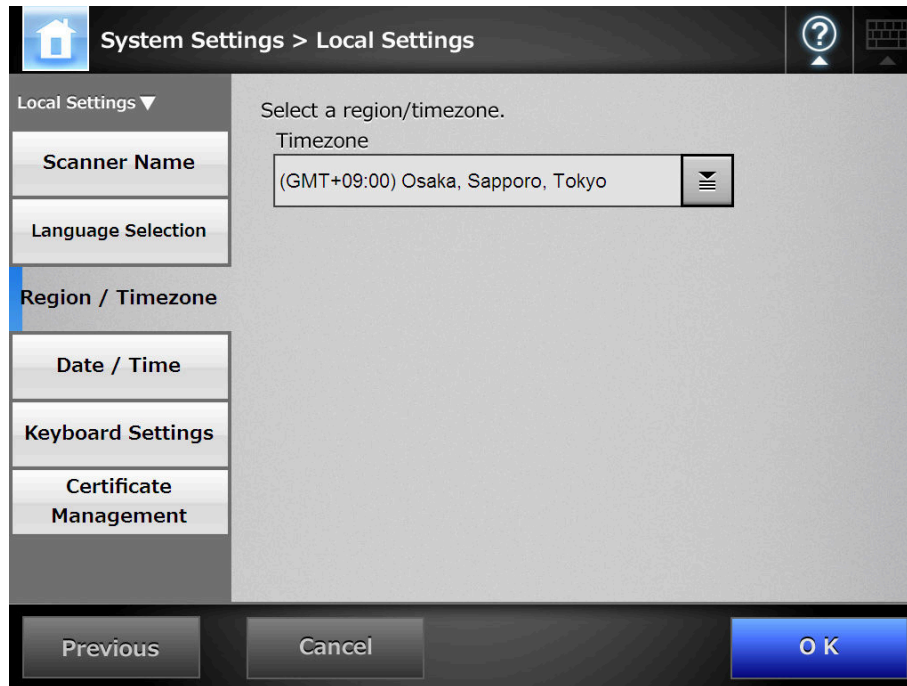 System Settings > Local Settings
?
Local Settings ▼
Scanner Name
Language Selection
Region / Timezone
Date / Time
Keyboard Settings
Certificate
Management
Select a region/timezone.
Timezone
(GMT+09:00) Osaka, Sapporo, Tokyo
Previous
Cancel
OK